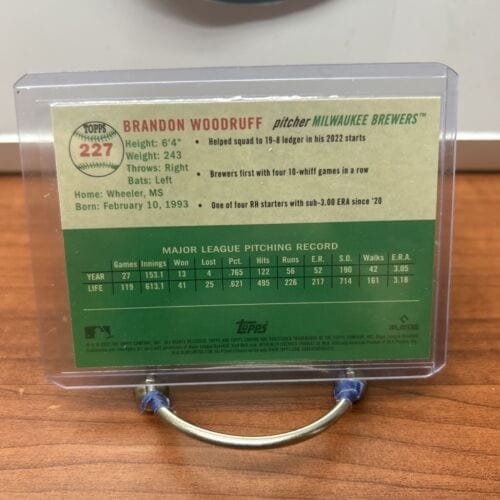 TOPPS
227
BRANDON WOODRUFF pitcher MILWAUKEE BREWERS™
Height: 6'4"
Weight: 243
Throws: Right
Bats: Left
Home: Wheeler, MS
Born: February 10, 1993
• Helped squad to 19-8 ledger in his 2022 starts
• Brewers first with four 10-whiff games in a row
• One of four RH starters with sub-3.00 ERA since '20
MAJOR LEAGUE PITCHING RECORD
Games Innings Won Lost Pct. Hits Runs E.R. S.O. Walks E.R.A.
YEAR 27 153.1 13 4 .765 122 56 52 190 42 3.05
LIFE 119 613.1 41 25 .621 495 226 217 714 161 3.18
Topps